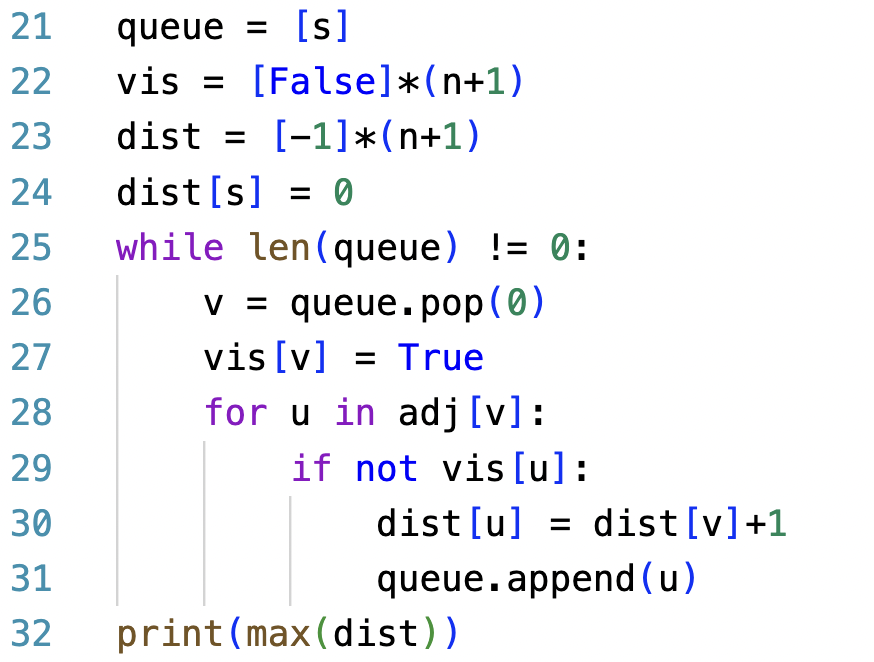 21 queue = [s]
22 vis = [False]*(n+1)
23 dist = [-1]*(n+1)
24 dist[s] = 0
25 while len(queue) != 0:
26     v = queue.pop(0)
27     vis[v] = True
28     for u in adj[v]:
29         if not vis[u]:
30             dist[u] = dist[v]+1
31             queue.append(u)
32 print(max(dist))